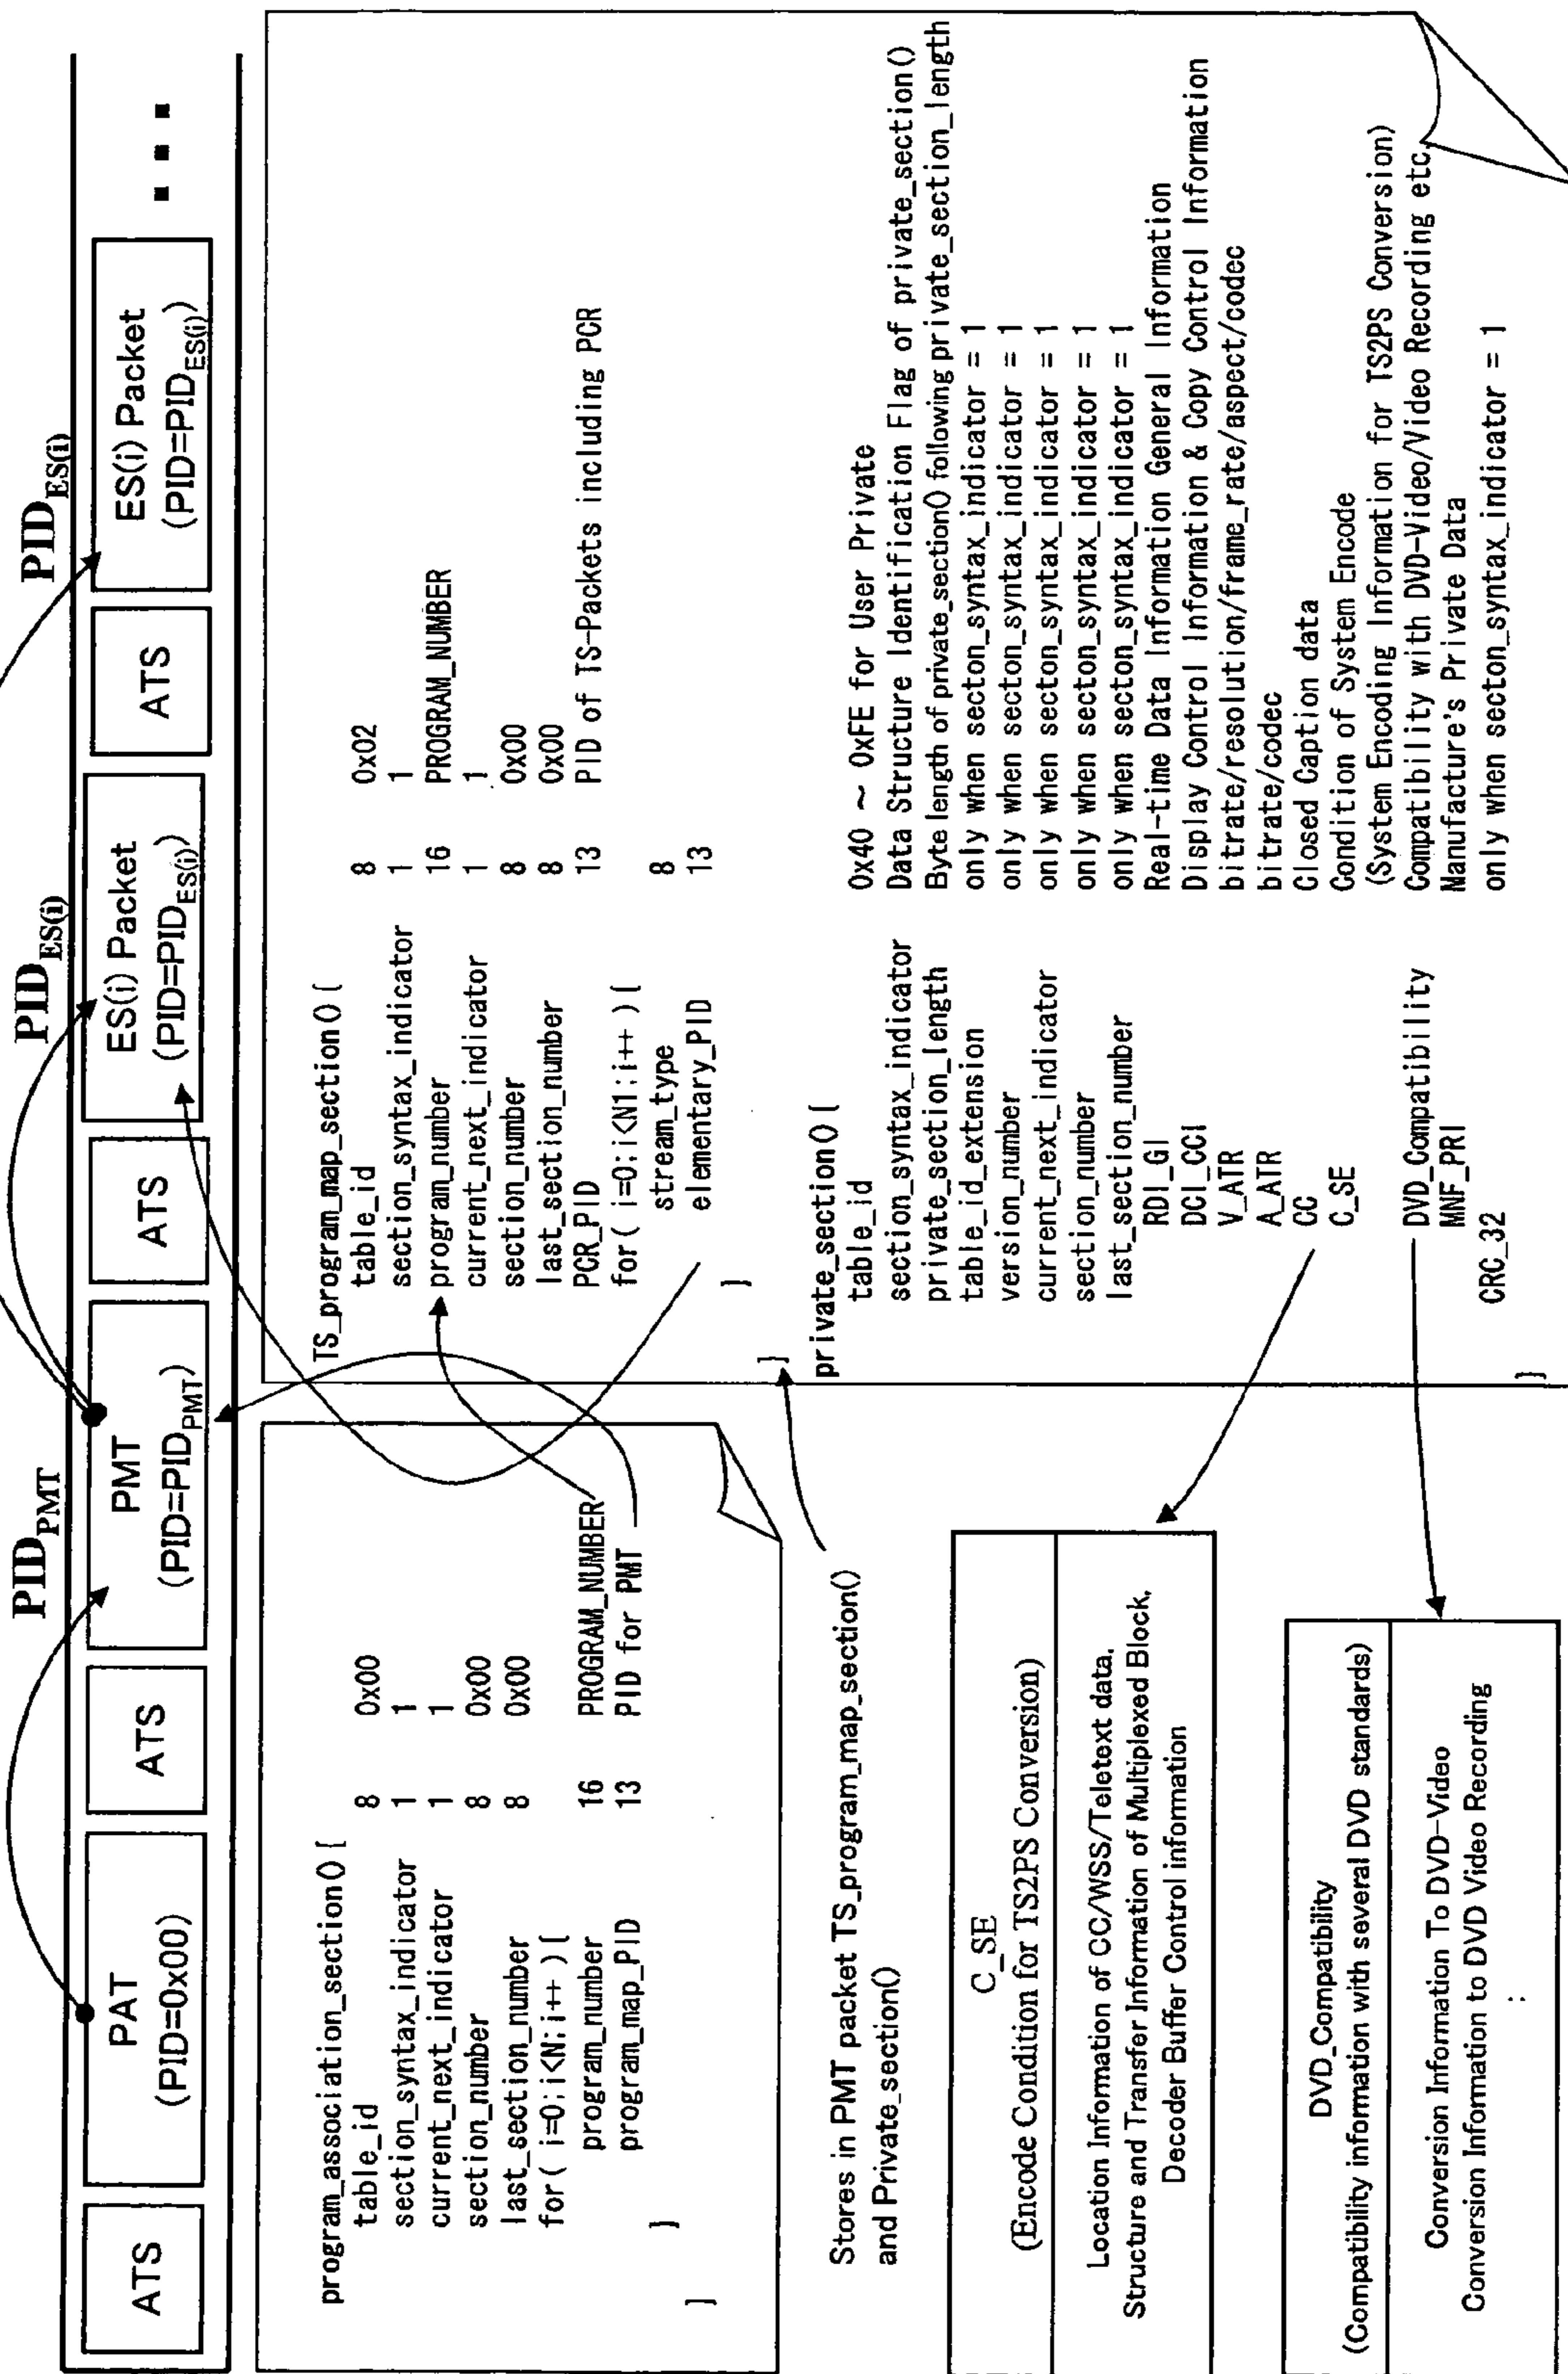 PID_PMT
PID_ES(i)
PID_ES(i)
ATS
PAT
(PID=0x00)
ATS
PMT
(PID=PID_PMT)
ATS
ES(i) Packet
(PID=PID_ES(i))
ATS
ES(i) Packet
(PID=PID_ES(i))
■ ■ ■
program_association_section() {
table_id 8 0x00
section_syntax_indicator 1 1
current_next_indicator 1 1
section_number 8 0x00
last_section_number 8 0x00
for( i=0;i<N;i++ ) {
program_number 16 PROGRAM_NUMBER
program_map_PID 13 PID for PMT
}
}
TS_program_map_section() {
table_id 8 0x02
section_syntax_indicator 1 1
program_number 16 PROGRAM_NUMBER
current_next_indicator 1 1
section_number 8 0x00
last_section_number 8 0x00
PCR_PID 13 PID of TS-Packets including PCR
for( i=0;i<N1;i++ ) {
stream_type 8
elementary_PID 13
}
}
private_section() {
table_id 0x40 ~ 0xFE for User Private
section_syntax_indicator Data Structure Identification Flag of private_section()
private_section_length Byte length of private_section() following private_section_length
table_id_extension only when secton_syntax_indicator = 1
version_number only when secton_syntax_indicator = 1
current_next_indicator only when secton_syntax_indicator = 1
section_number only when secton_syntax_indicator = 1
last_section_number only when secton_syntax_indicator = 1
RDI_GI Real-time Data Information General Information
DCI_CCI Display Control Information & Copy Control Information
V_ATR bitrate/resolution/frame_rate/aspect/codec
A_ATR bitrate/codec
CC Closed Caption data
C_SE Condition of System Encode
(System Encoding Information for TS2PS Conversion)
DVD_Compatibility Compatibility with DVD-Video/Video Recording etc.
MNF_PRI Manufacture's Private Data
CRC_32 only when secton_syntax_indicator = 1
}
Stores in PMT packet TS_program_map_section()
and Private_section()
C_SE
(Encode Condition for TS2PS Conversion)
Location Information of CC/WSS/Teletext data,
Structure and Transfer Information of Multiplexed Block,
Decoder Buffer Control information
DVD_Compatibility
(Compatibility information with several DVD standards)
Conversion Information To DVD-Video
Conversion Information to DVD Video Recording
: